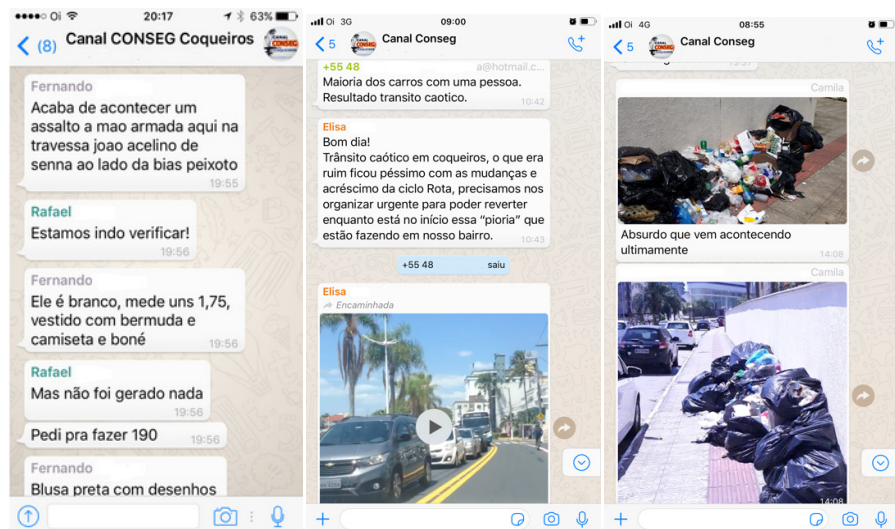 Oi 20:17 63%
(8) Canal CONSEG Coqueiros
Fernando
Acaba de acontecer um
assalto a mao armada aqui na
travessa joao acelino de
senna ao lado da bias peixoto
19:55
Rafael
Estamos indo verificar!
19:56
Fernando
Ele é branco, mede uns 1,75,
vestido com bermuda e
camiseta e boné
19:56
Rafael
Mas não foi gerado nada
19:56
Pedi pra fazer 190
19:56
Fernando
Blusa preta com desenhos
Oi 3G 09:00
5 Canal Conseg
+55 48 a@hotmail.c...
Maioria dos carros com uma pessoa.
Resultado transito caotico.
10:42
Elisa
Bom dia!
Trânsito caótico em coqueiros, o que era
ruim ficou péssimo com as mudanças e
acréscimo da ciclo Rota, precisamos nos
organizar urgente para poder reverter
enquanto está no início essa “pioria” que
estão fazendo em nosso bairro.
10:43
+55 48 saiu
Elisa
Encaminhada
Oi 4G 08:55
5 Canal Conseg
Camila
Absurdo que vem acontecendo
ultimamente
14:08
Camila
14:08